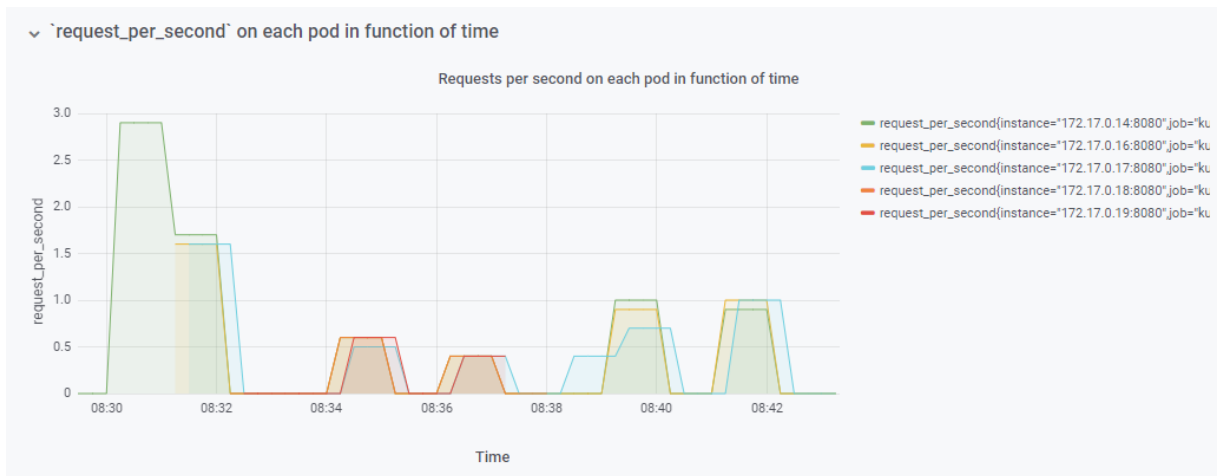 `request_per_second` on each pod in function of time
Requests per second on each pod in function of time
3.0
2.5
2.0
1.5
1.0
0.5
0
request_per_second
08:30 08:32 08:34 08:36 08:38 08:40 08:42
Time
request_per_second{instance="172.17.0.14:8080",job="ku
request_per_second{instance="172.17.0.16:8080",job="ku
request_per_second{instance="172.17.0.17:8080",job="ku
request_per_second{instance="172.17.0.18:8080",job="ku
request_per_second{instance="172.17.0.19:8080",job="ku